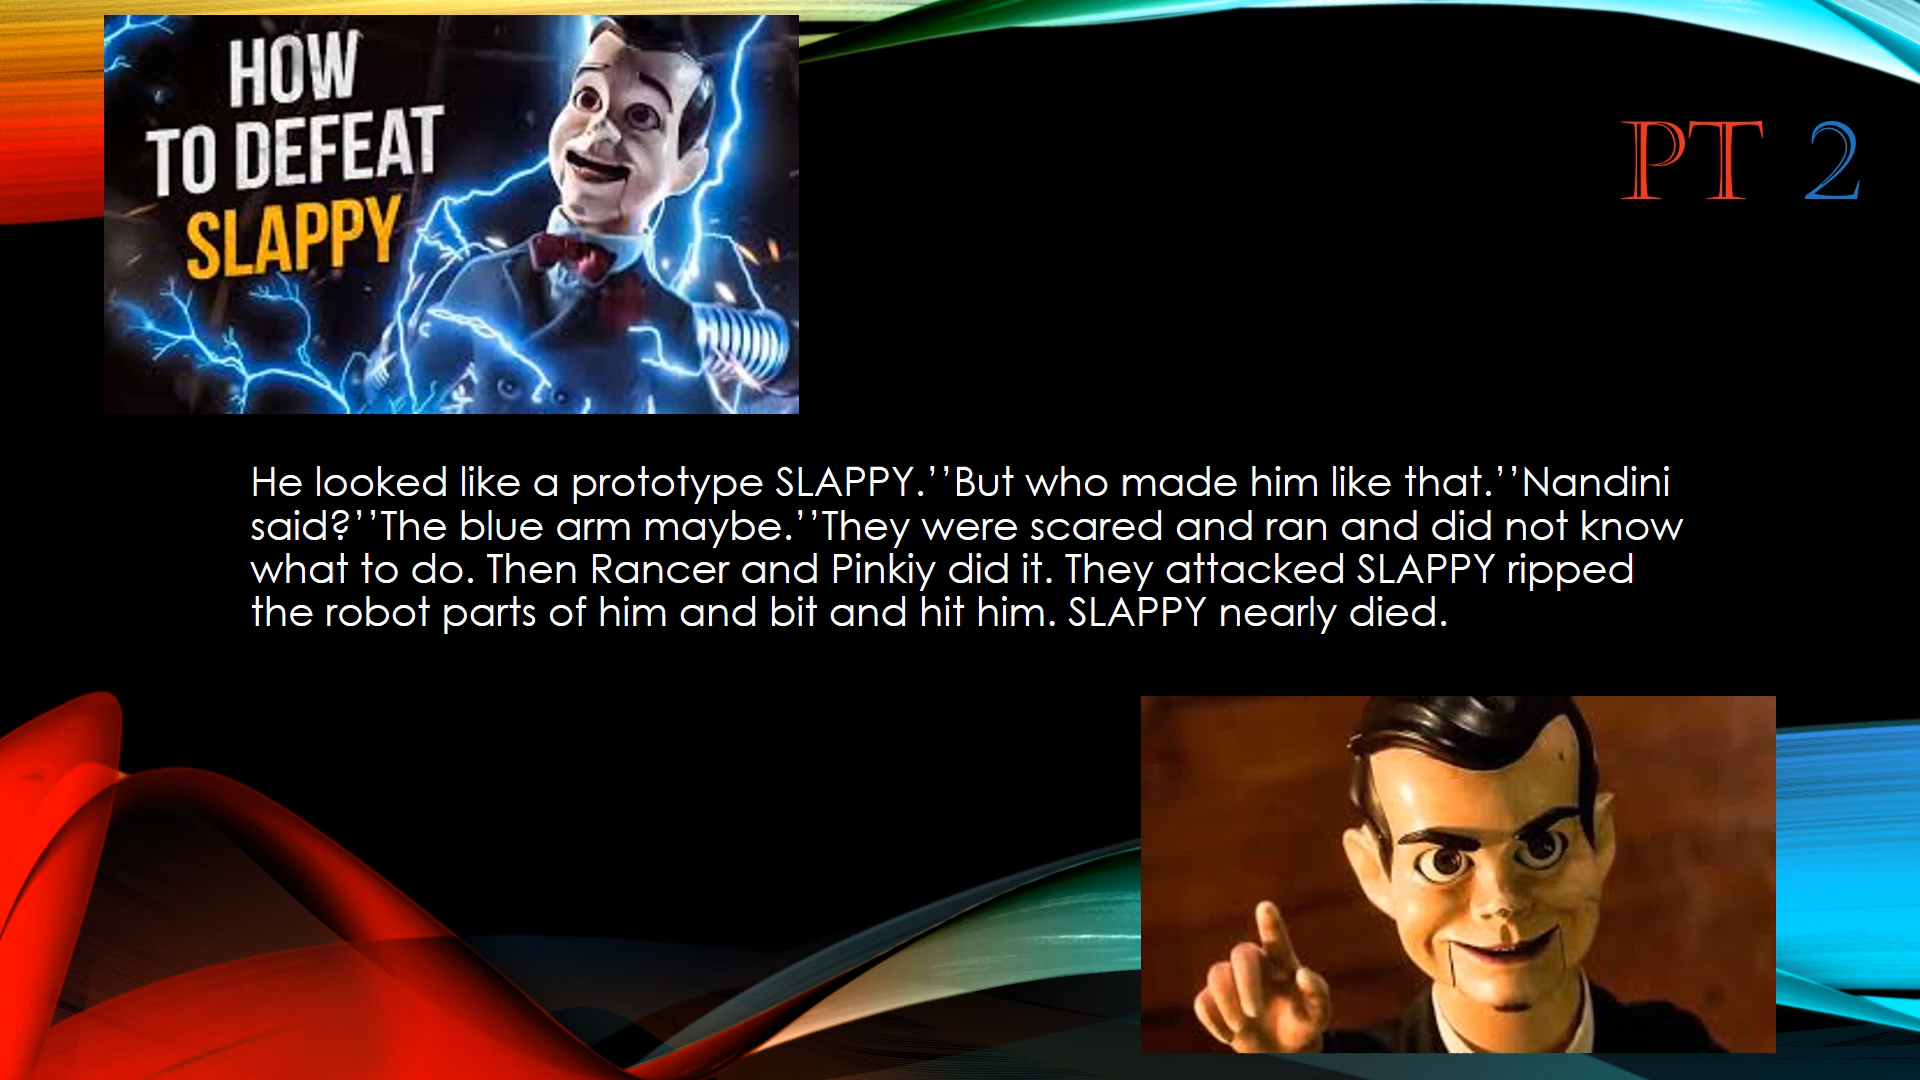 HOW
TO DEFEAT
SLAPPY
PT 2
He looked like a prototype SLAPPY.’’But who made him like that.’’Nandini
said?’’The blue arm maybe.’’They were scared and ran and did not know
what to do. Then Rancer and Pinkiy did it. They attacked SLAPPY ripped
the robot parts of him and bit and hit him. SLAPPY nearly died.